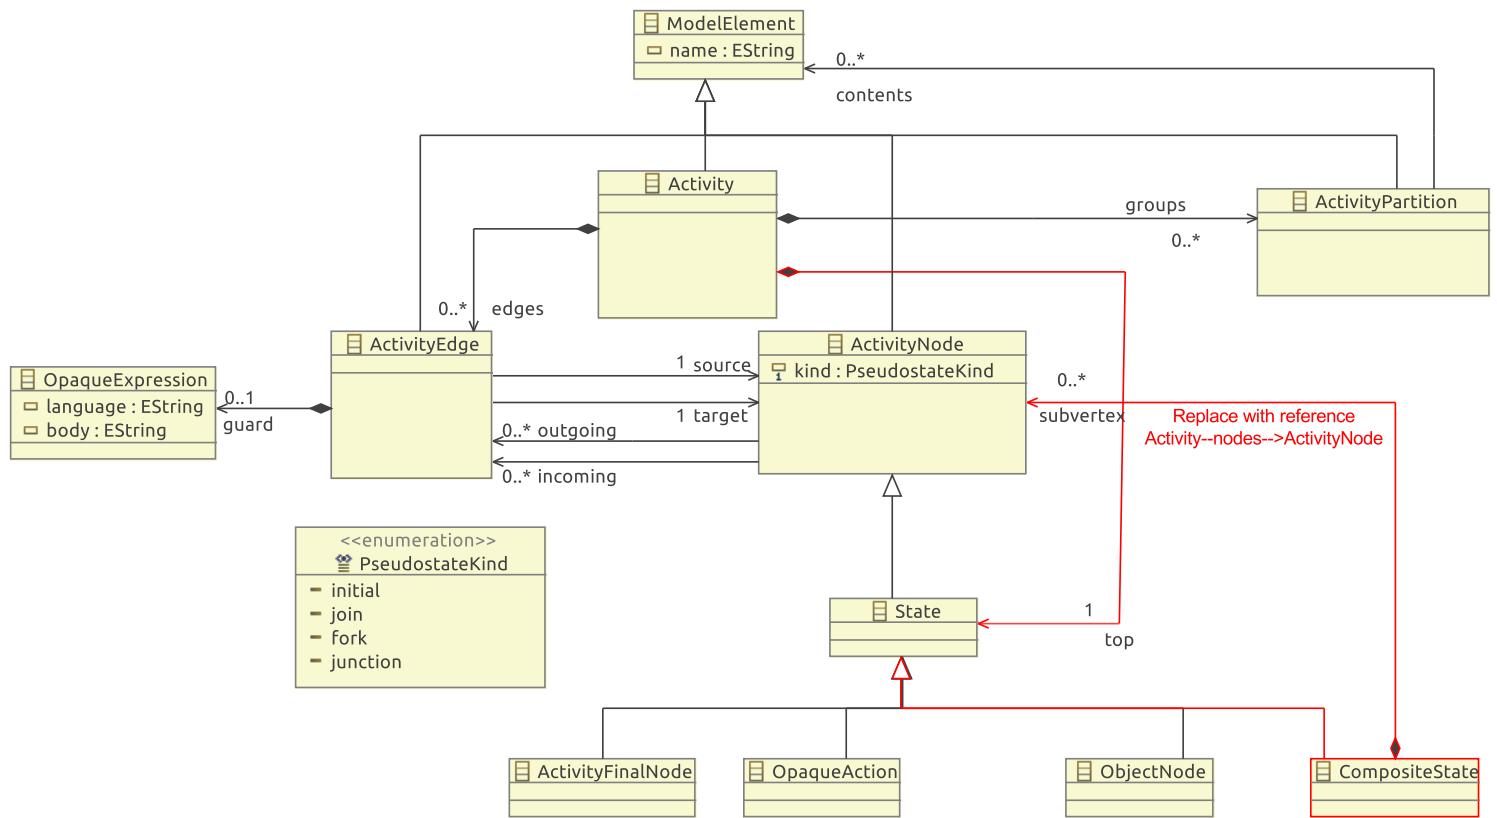 ModelElement
name : EString
0..*
contents
Activity
groups
0..*
ActivityPartition
0..*
edges
ActivityEdge
1 source
1 target
0..* outgoing
0..* incoming
ActivityNode
kind : PseudostateKind
0..*
subvertex
Replace with reference
Activity--nodes-->ActivityNode
OpaqueExpression
language : EString
body : EString
0..1
guard
<<enumeration>>
PseudostateKind
initial
join
fork
junction
State
1
top
ActivityFinalNode
OpaqueAction
ObjectNode
CompositeState